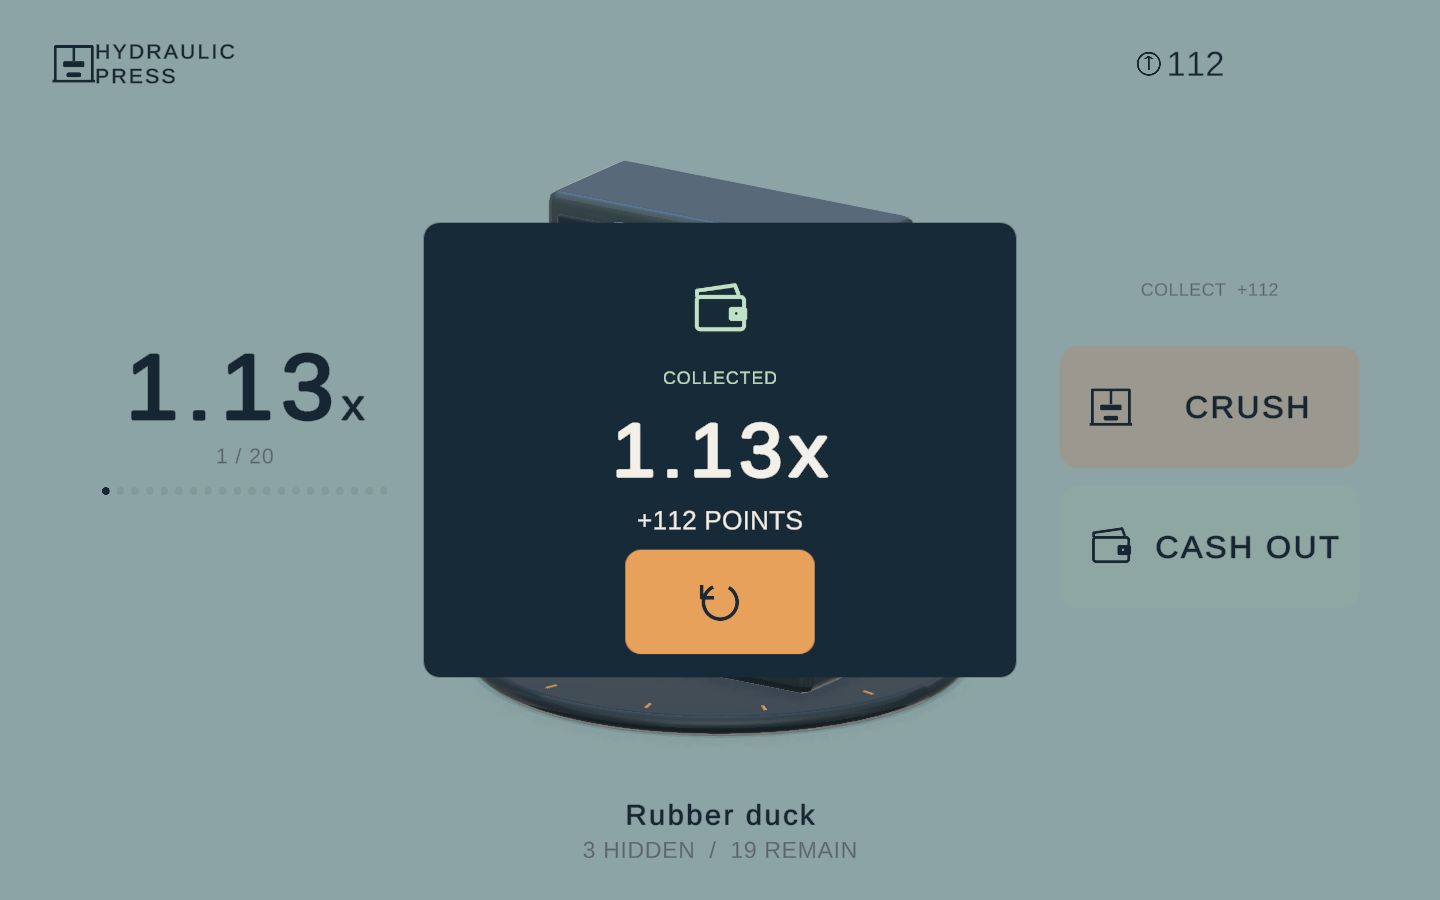 HYDRAULIC
PRESS
112
COLLECT +112
1.13x
1 / 20
CRUSH
CASH OUT
COLLECTED
1.13x
+112 POINTS
Rubber duck
3 HIDDEN / 19 REMAIN